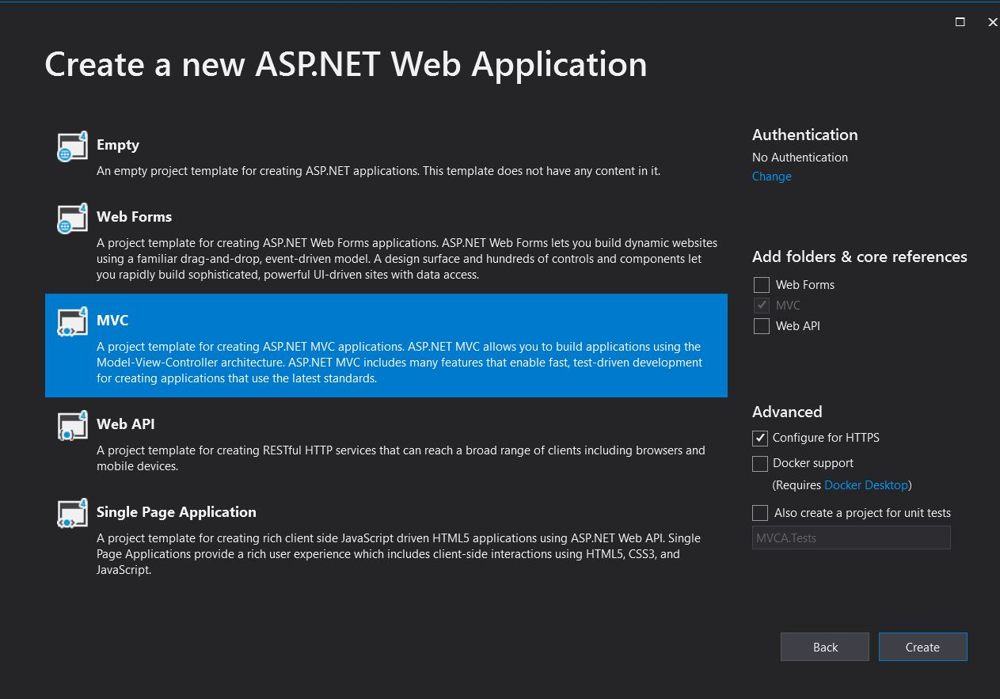 Create a new ASP.NET Web Application
Empty
An empty project template for creating ASP.NET applications. This template does not have any content in it.
Web Forms
A project template for creating ASP.NET Web Forms applications. ASP.NET Web Forms lets you build dynamic websites
using a familiar drag-and-drop, event-driven model. A design surface and hundreds of controls and components let
you rapidly build sophisticated, powerful UI-driven sites with data access.
MVC
A project template for creating ASP.NET MVC applications. ASP.NET MVC allows you to build applications using the
Model-View-Controller architecture. ASP.NET MVC includes many features that enable fast, test-driven development
for creating applications that use the latest standards.
Web API
A project template for creating RESTful HTTP services that can reach a broad range of clients including browsers and
mobile devices.
Single Page Application
A project template for creating rich client side JavaScript driven HTML5 applications using ASP.NET Web API. Single
Page Applications provide a rich user experience which includes client-side interactions using HTML5, CSS3, and
JavaScript.
Authentication
No Authentication
Change
Add folders & core references
Web Forms
MVC
Web API
Advanced
Configure for HTTPS
Docker support
(Requires Docker Desktop)
Also create a project for unit tests
MVCA.Tests
Back
Create